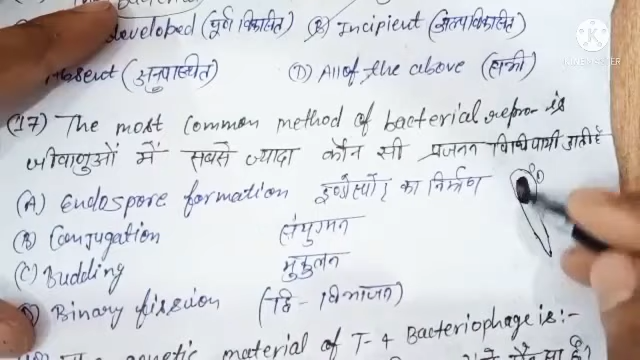 developed (पूर्ण विकसित) (B) Incipient (अल्पविकसित)
Absent (अनुपस्थित) (D) All of the above (सभी)
(17) The most common method of bacterial repro- is
जीवाणुओं में सबसे ज्यादा कौन सी प्रजनन विधि पायी जाती है
(A) Endospore formation इण्डोस्पोर का निर्माण
(B) Conjugation संयुग्मन
(C) Budding मुकुलन
(D) Binary fission (द्वि-विभाजन)
genetic material of T-4 Bacteriophage is:-